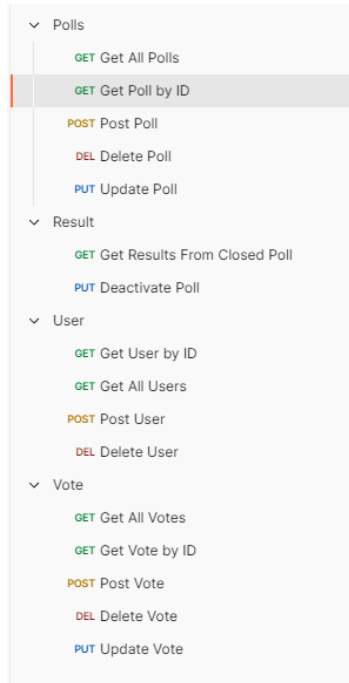 Polls
GET Get All Polls
GET Get Poll by ID
POST Post Poll
DEL Delete Poll
PUT Update Poll
Result
GET Get Results From Closed Poll
PUT Deactivate Poll
User
GET Get User by ID
GET Get All Users
POST Post User
DEL Delete User
Vote
GET Get All Votes
GET Get Vote by ID
POST Post Vote
DEL Delete Vote
PUT Update Vote